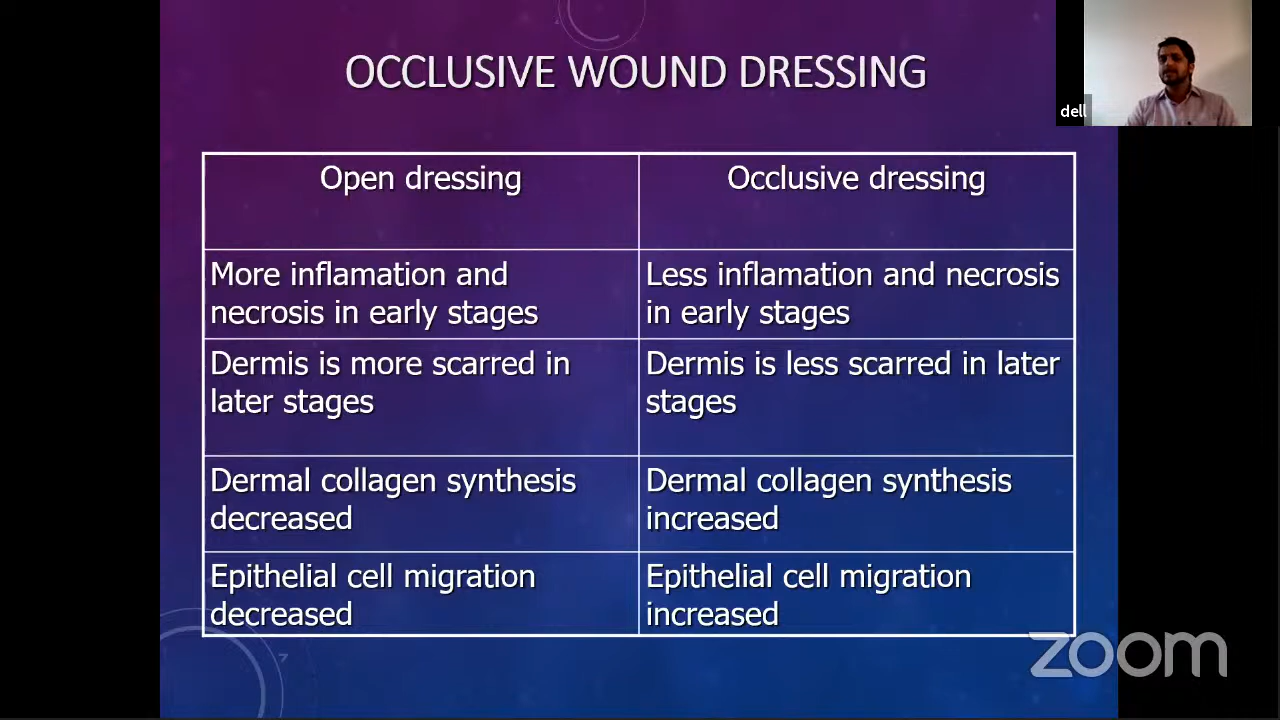 OCCLUSIVE WOUND DRESSING
dell
Open dressing
Occlusive dressing
More inflamation and
necrosis in early stages
Less inflamation and necrosis
in early stages
Dermis is more scarred in
later stages
Dermis is less scarred in later
stages
Dermal collagen synthesis
decreased
Dermal collagen synthesis
increased
Epithelial cell migration
decreased
Epithelial cell migration
increased
zoom